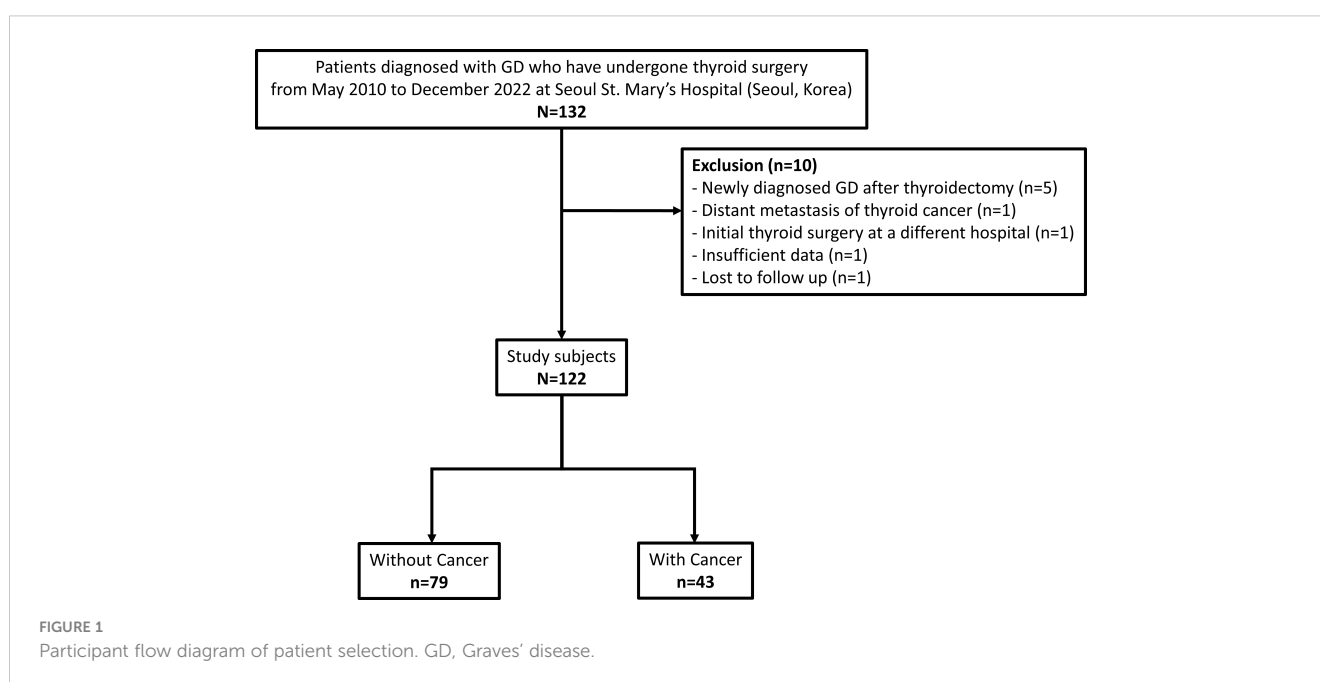 Patients diagnosed with GD who have undergone thyroid surgery
from May 2010 to December 2022 at Seoul St. Mary's Hospital (Seoul, Korea)
N=132
Exclusion (n=10)
- Newly diagnosed GD after thyroidectomy (n=5)
- Distant metastasis of thyroid cancer (n=1)
- Initial thyroid surgery at a different hospital (n=1)
- Insufficient data (n=1)
- Lost to follow up (n=1)
Study subjects
N=122
Without Cancer
n=79
With Cancer
n=43
FIGURE 1
Participant flow diagram of patient selection. GD, Graves' disease.